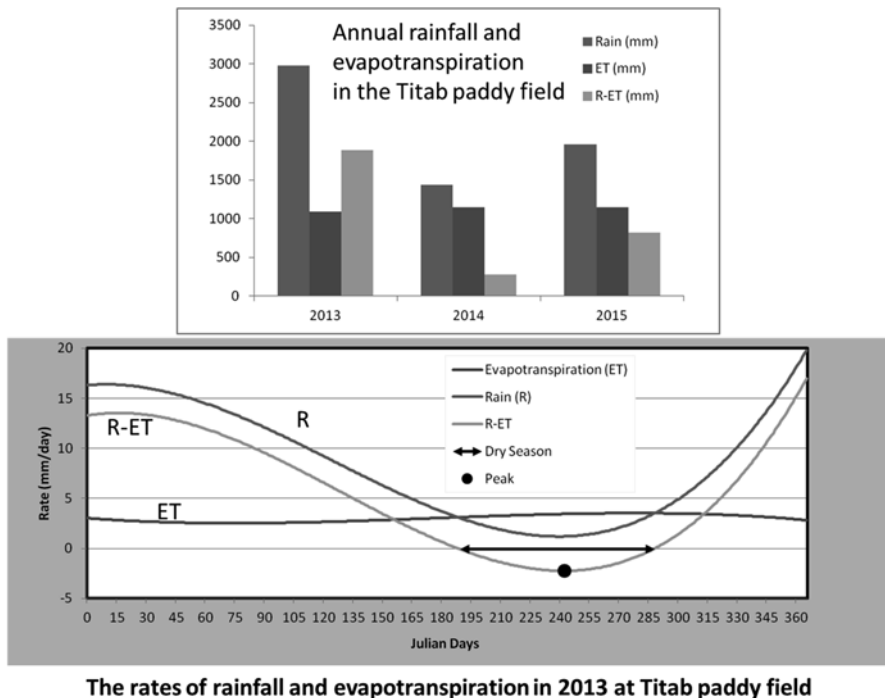 Annual rainfall and
evapotranspiration
in the Titab paddy field
Rain (mm)
ET (mm)
R-ET (mm)
3500
3000
2500
2000
1500
1000
500
0
2013 2014 2015
Evapotranspiration (ET)
Rain (R)
R-ET
Dry Season
Peak
R
R-ET
ET
Rate (mm/day)
20
15
10
5
0
-5
0 15 30 45 60 75 90 105 120 135 150 165 180 195 210 225 240 255 270 285 300 315 330 345 360
Julian Days
The rates of rainfall and evapotranspiration in 2013 at Titab paddy field